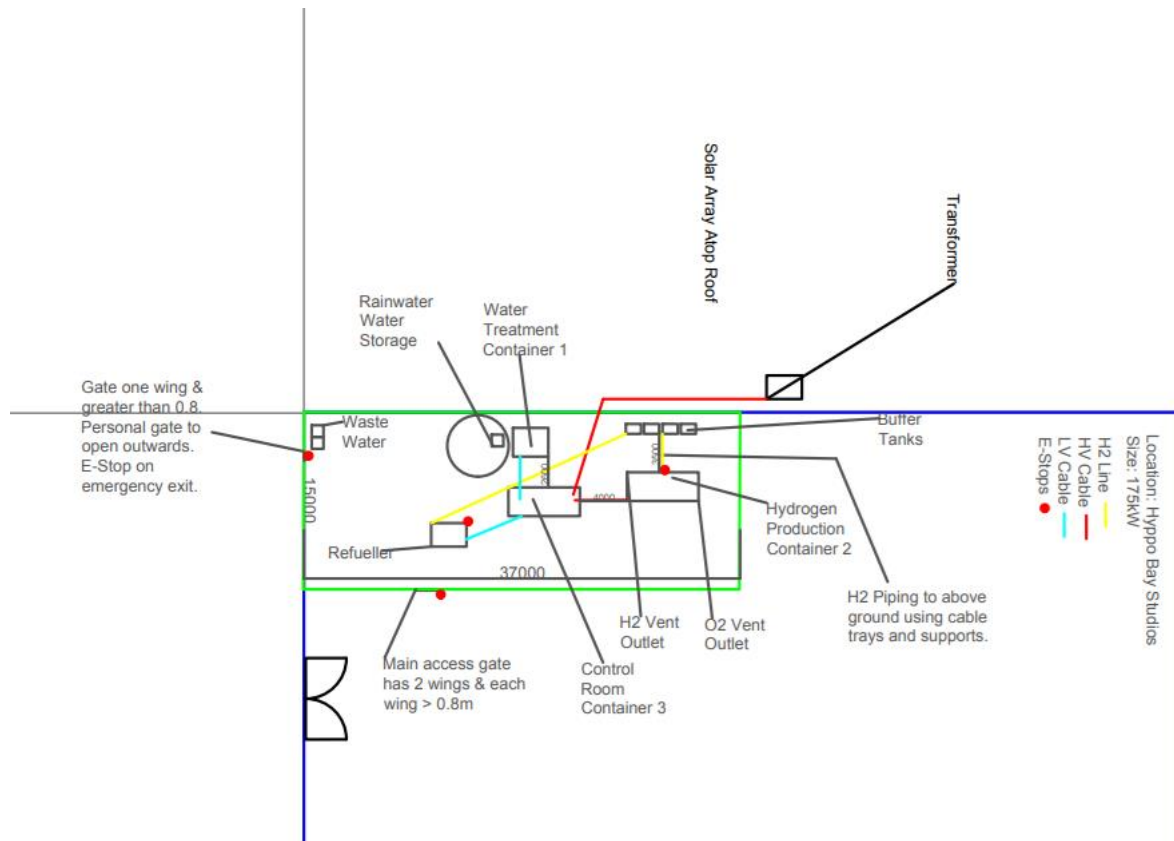 Solar Array Atop Roof
Transformer
Rainwater
Water
Storage
Water
Treatment
Container 1
Gate one wing &
greater than 0.8.
Personal gate to
open outwards.
E-Stop on
emergency exit.
Waste
Water
Buffer
Tanks
15000
3000
3600
4000
Hydrogen
Production
Container 2
Refueller
37000
H2 Vent
Outlet
O2 Vent
Outlet
H2 Piping to above
ground using cable
trays and supports.
Main access gate
has 2 wings & each
wing > 0.8m
Control
Room
Container 3
Location: Hyppo Bay Studios
Size: 175kW
H2 Line
HV Cable
LV Cable
E-Stops